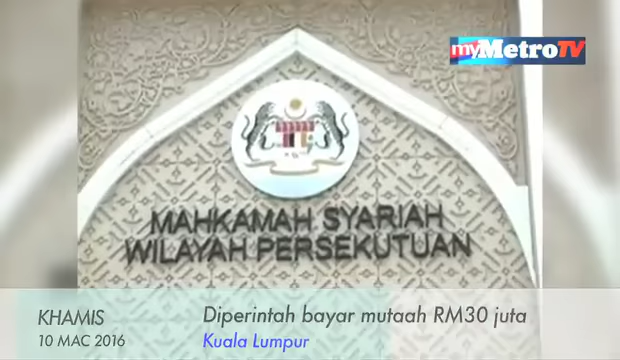 myMetroTV
MAHKAMAH SYARIAH
WILAYAH PERSEKUTUAN
KHAMIS
10 MAC 2016
Diperintah bayar mutaah RM30 juta
Kuala Lumpur